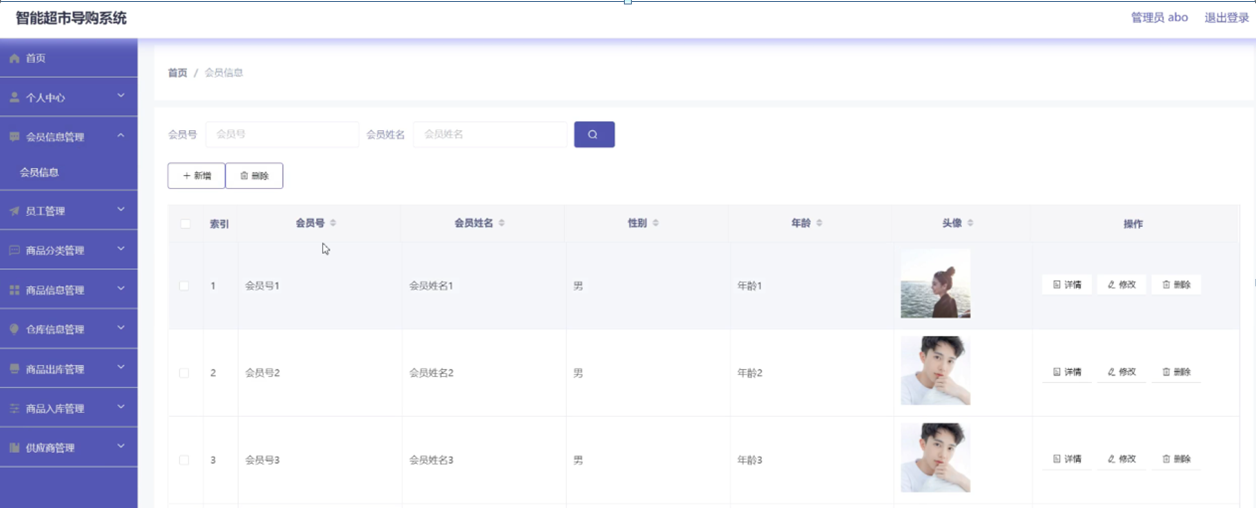 智能超市导购系统
管理员 abo 退出登录
首页
个人中心
会员信息管理
会员信息
员工管理
商品分类管理
商品信息管理
仓库信息管理
商品出库管理
商品入库管理
供应商管理
首页 / 会员信息
会员号 会员号 会员姓名 会员姓名
新增 删除
索引 会员号 会员姓名 性别 年龄 头像 操作
1 会员号1 会员姓名1 男 年龄1 详情 修改 删除
2 会员号2 会员姓名2 男 年龄2 详情 修改 删除
3 会员号3 会员姓名3 男 年龄3 详情 修改 删除